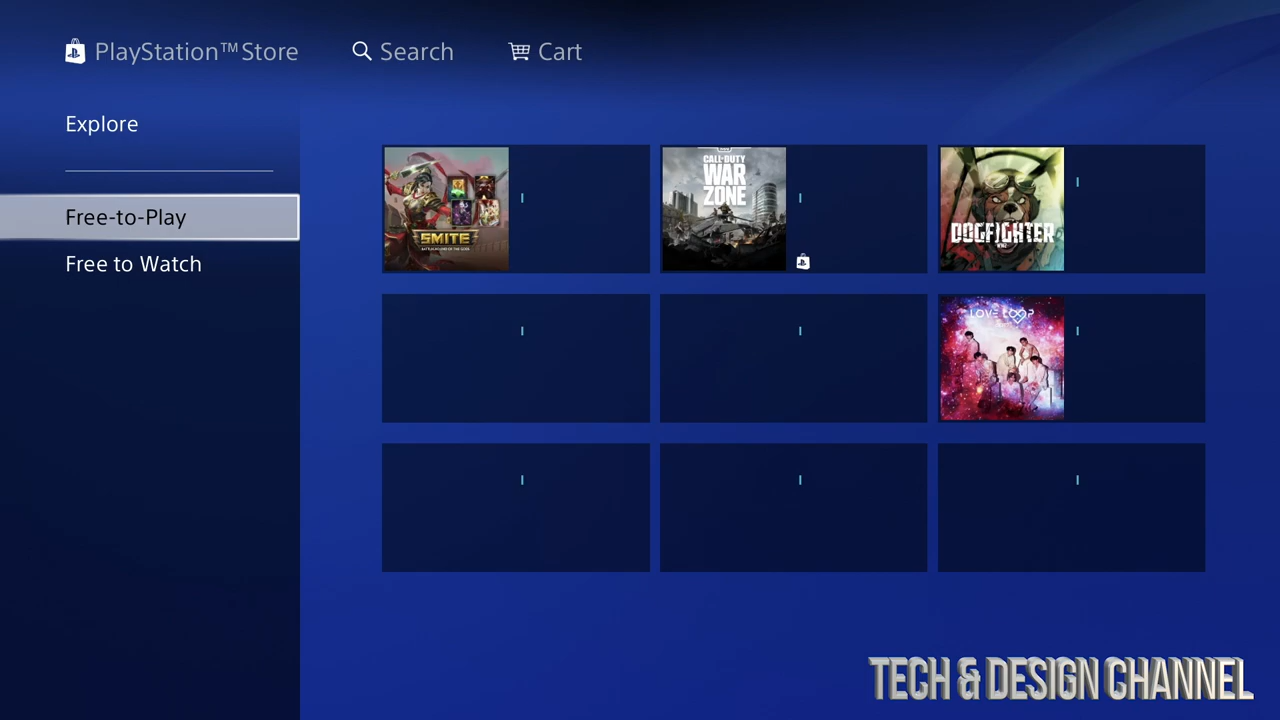 PlayStation™Store
Search
Cart
Explore
Free-to-Play
Free to Watch
SMITE
CALL OF DUTY
WAR
ZONE
DOGFIGHTER
WW2
LOVE LOOP
TECH & DESIGN CHANNEL